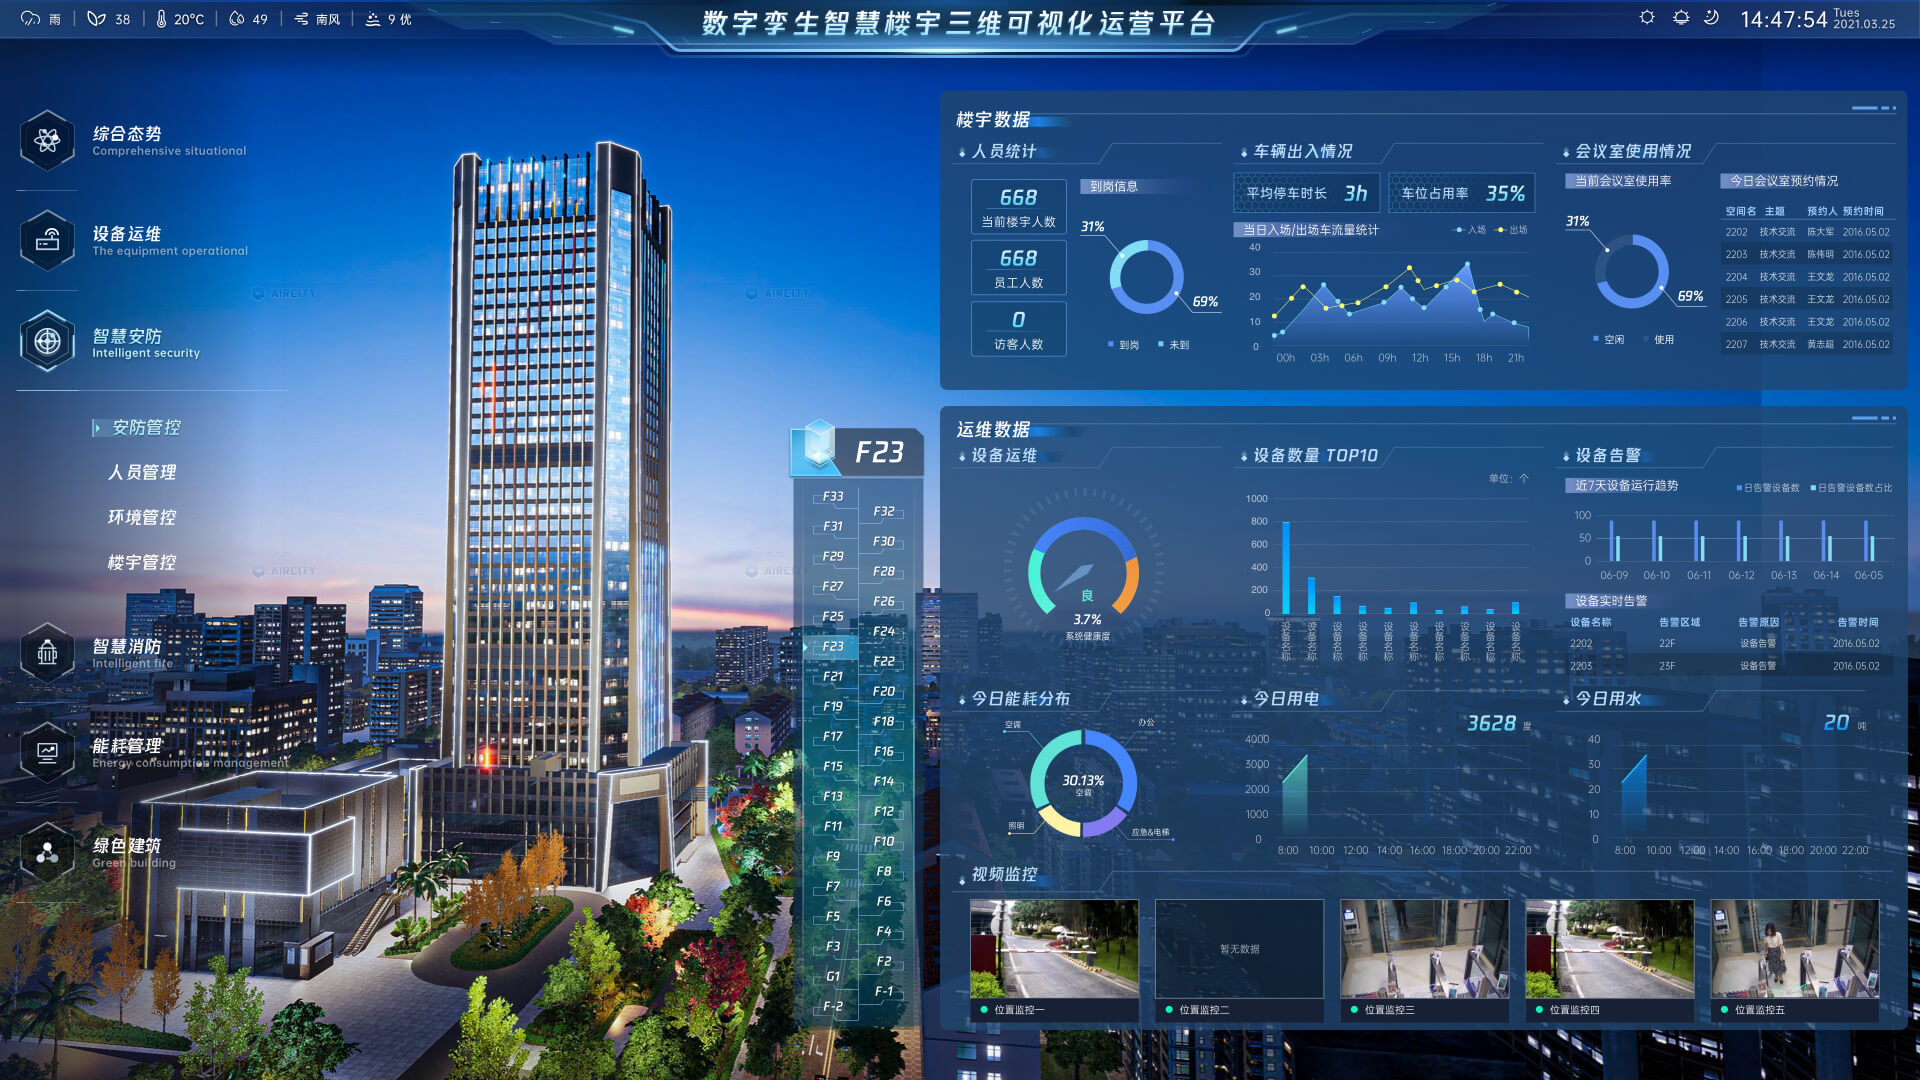 雨
38
20°C
49
南风
9 优
数字孪生智慧楼宇三维可视化运营平台
14:47:54
Tues
2021.03.25
综合态势
Comprehensive situational
设备运维
The equipment operational
智慧安防
Intelligent security
安防管控
人员管理
环境管控
楼宇管控
智慧消防
Intelligent fire
能耗管理
Energy consumption management
绿色建筑
Green building
AIRCITY
AIRCITY
AIRCITY
AIRC
F23
F33
F32
F31
F30
F29
F28
F27
F26
F25
F24
F23
F22
F21
F20
F19
F18
F17
F16
F15
F14
F13
F12
F11
F10
F9
F8
F7
F6
F5
F4
F3
F2
G1
F-1
F-2
楼宇数据
人员统计
668
当前楼宇人数
668
员工人数
0
访客人数
到岗信息
31%
69%
到岗 未到
车辆出入情况
平均停车时长 3h
车位占用率 35%
当日入场/出场车流量统计
入场 出场
40
30
20
10
0
00h 03h 06h 09h 12h 15h 18h 21h
会议室使用情况
当前会议室使用率
31%
69%
空闲 使用
今日会议室预约情况
空间名 主题 预约人 预约时间
2202 技术交流 陈大军 2016.05.02
2203 技术交流 陈伟明 2016.05.02
2204 技术交流 王文龙 2016.05.02
2205 技术交流 王文龙 2016.05.02
2206 技术交流 王文龙 2016.05.02
2207 技术交流 黄志超 2016.05.02
运维数据
设备运维
良
3.7%
系统健康度
设备数量 TOP10
单位：个
1000
800
600
400
200
0
设备名称 设备名称 设备名称 设备名称 设备名称 设备名称 设备名称 设备名称 设备名称 设备名称
设备告警
近7天设备运行趋势
日告警设备数 日告警设备数占比
100
50
0
06-09 06-10 06-11 06-12 06-13 06-14 06-05
设备实时告警
设备名称 告警区域 告警原因 告警时间
2202 22F 设备告警 2016.05.02
2203 23F 设备告警 2016.05.02
今日能耗分布
空调
办公
30.13%
空调
照明
应急&电梯
今日用电
3628 度
4000
3000
2000
1000
0
8:00 10:00 12:00 14:00 16:00 18:00 20:00 22:00
今日用水
20 吨
40
30
20
10
0
8:00 10:00 12:00 14:00 16:00 18:00 20:00 22:00
视频监控
暂无数据
位置监控一
位置监控二
位置监控三
位置监控四
位置监控五